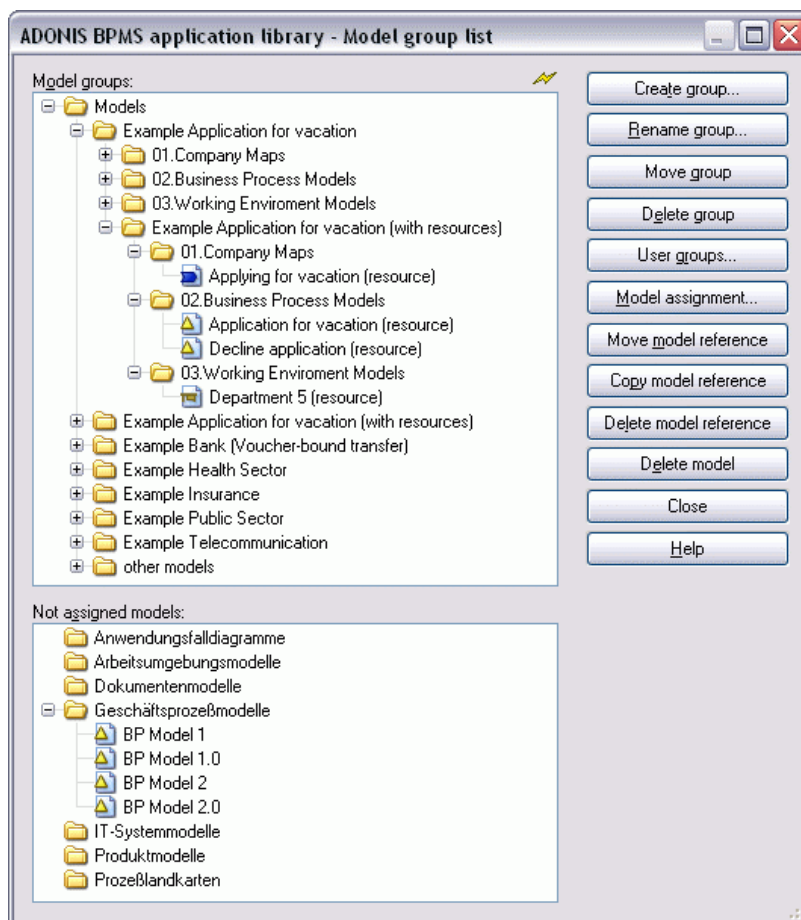 ADONIS BPMS application library - Model group list
Model groups:
Models
Example Application for vacation
01.Company Maps
02.Business Process Models
03.Working Enviroment Models
Example Application for vacation (with resources)
01.Company Maps
Applying for vacation (resource)
02.Business Process Models
Application for vacation (resource)
Decline application (resource)
03.Working Enviroment Models
Department 5 (resource)
Example Application for vacation (with resources)
Example Bank (Voucher-bound transfer)
Example Health Sector
Example Insurance
Example Public Sector
Example Telecommunication
other models
Create group...
Rename group...
Move group
Delete group
User groups...
Model assignment...
Move model reference
Copy model reference
Delete model reference
Delete model
Close
Help
Not assigned models:
Anwendungsfalldiagramme
Arbeitsumgebungsmodelle
Dokumentenmodelle
Geschäftsprozeßmodelle
BP Model 1
BP Model 1.0
BP Model 2
BP Model 2.0
IT-Systemmodelle
Produktmodelle
Prozeßlandkarten